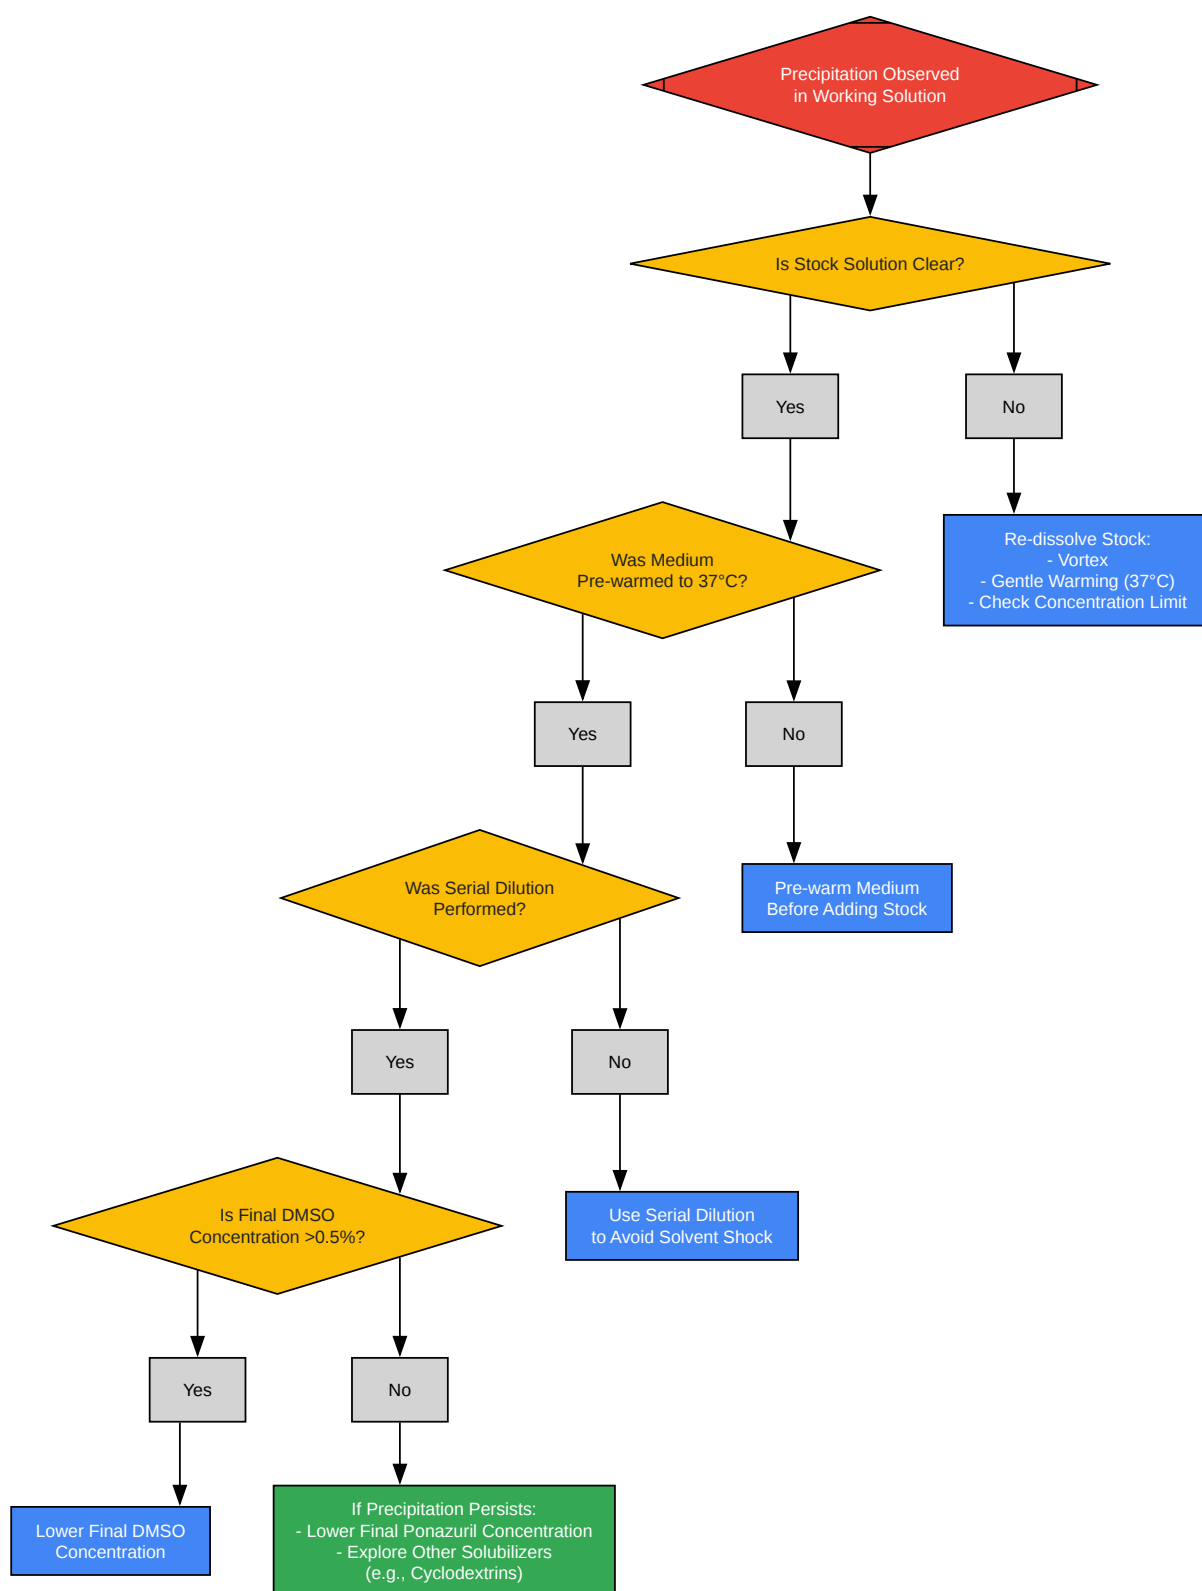 Precipitation Observed
in Working Solution
Is Stock Solution Clear?
Yes
No
Was Medium
Pre-warmed to 37°C?
Re-dissolve Stock:
- Vortex
- Gentle Warming (37°C)
- Check Concentration Limit
Yes
No
Was Serial Dilution
Performed?
Pre-warm Medium
Before Adding Stock
Yes
No
Is Final DMSO
Concentration >0.5%?
Use Serial Dilution
to Avoid Solvent Shock
Yes
No
Lower Final DMSO
Concentration
If Precipitation Persists:
- Lower Final Ponazuril Concentration
- Explore Other Solubilizers
(e.g., Cyclodextrins)